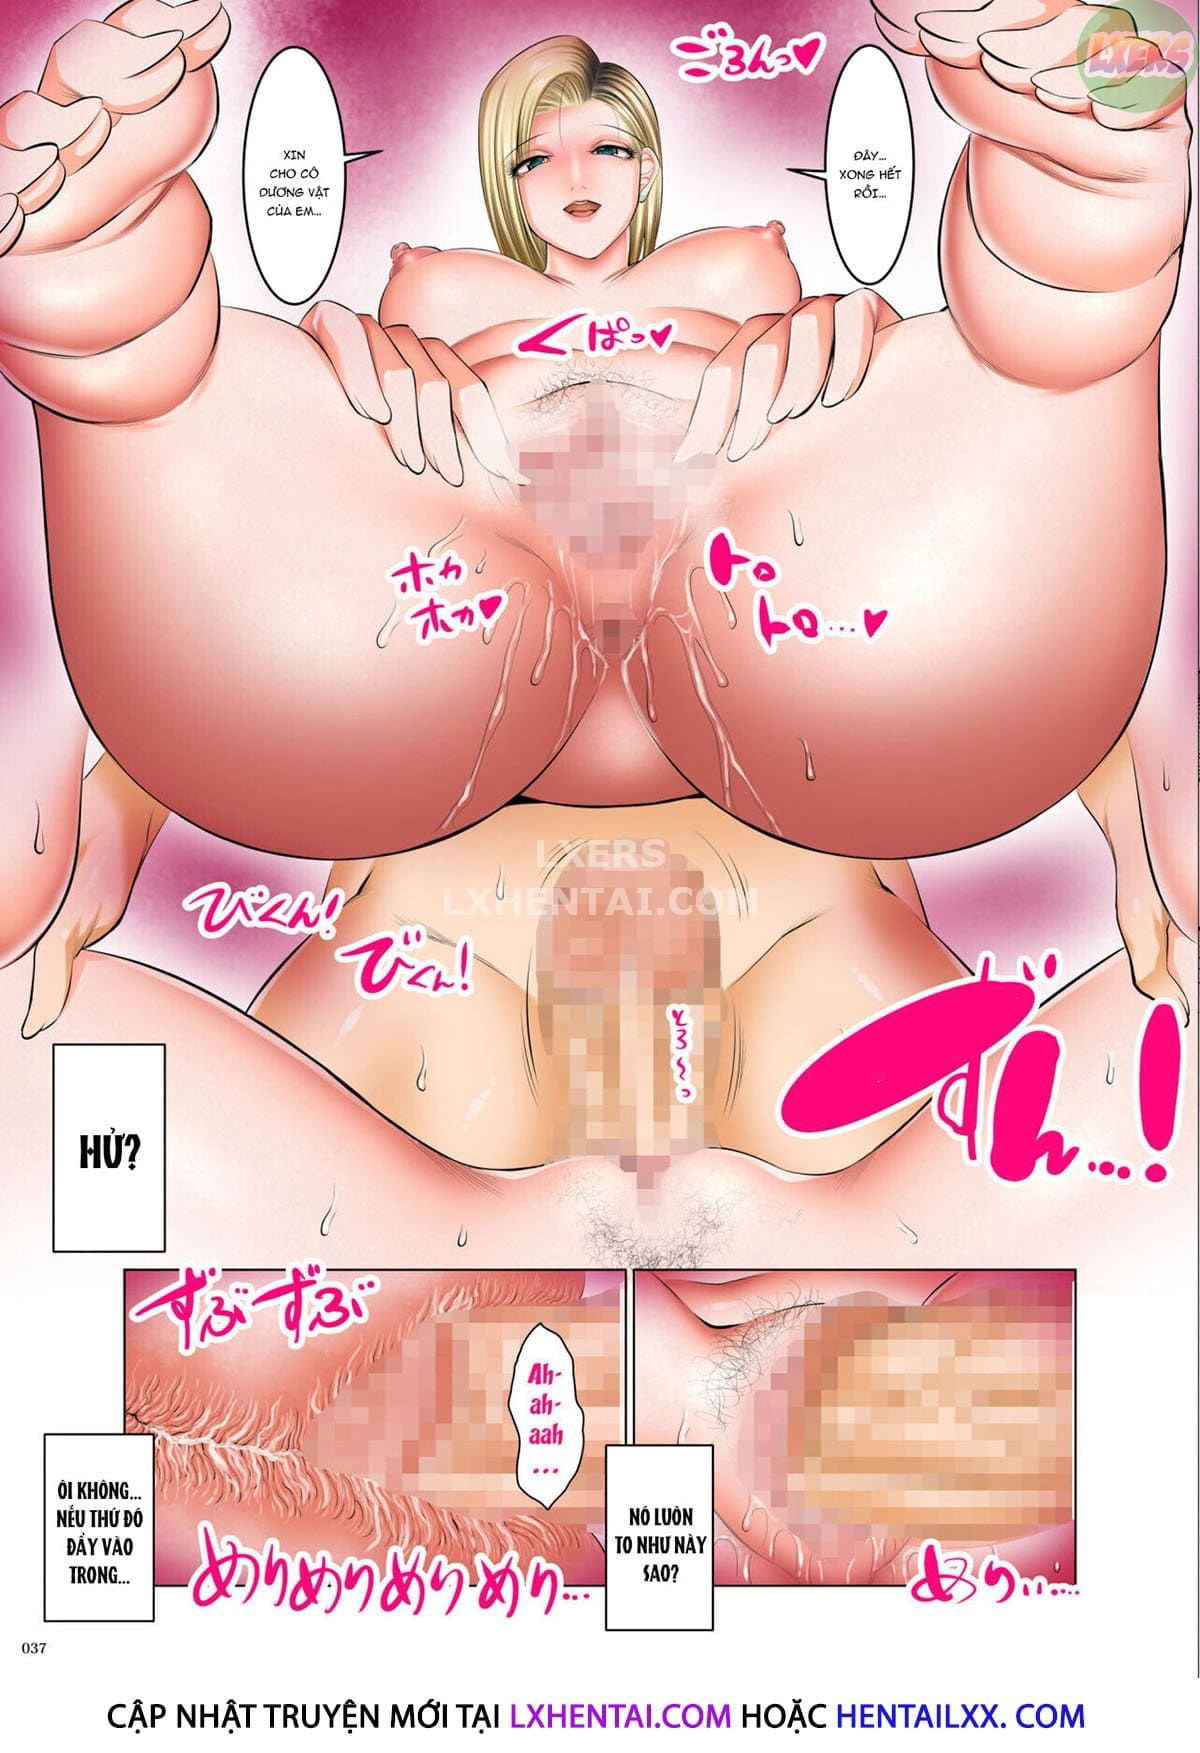 ごろんっ♥
XIN
CHO CÔ
DƯƠNG VẬT
CỦA EM...
ĐÂY...
XONG HẾT
RỒI...
LXERS
くぱっ♥
ホカ
ホカ♥
トロ
トロ...♥
LXERS
LXHENTAI.COM
びくん!
びくん!
とろ～っ
ずん...!
HỬ?
ずぶずぶ...
Ah-
ah-
aah
...
ÔI KHÔNG...
NẾU THỨ ĐÓ
ĐẨY VÀO
TRONG...
めりめりめりめり...
NÓ LUÔN
TO NHƯ NÀY
SAO?
037
CẬP NHẬT TRUYỆN MỚI TẠI LXHENTAI.COM HOẶC HENTAILXX. COM